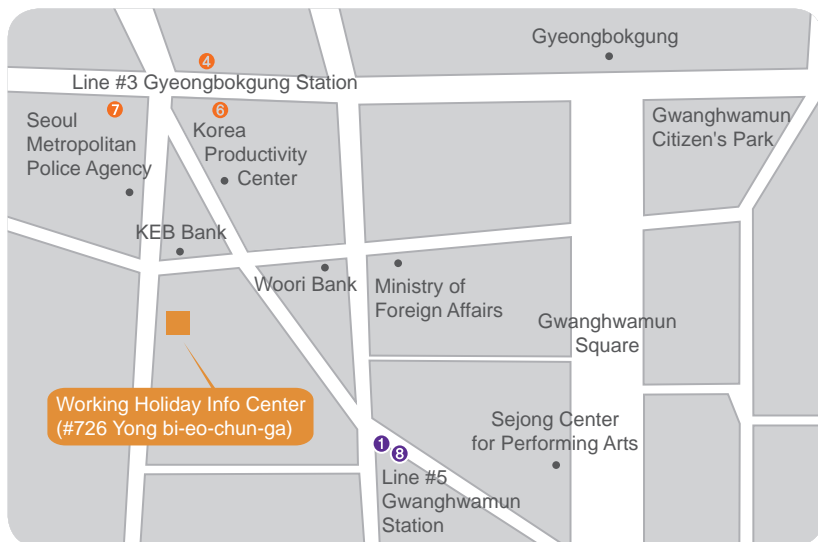 Gyeongbokgung
4
Line #3 Gyeongbokgung Station
7
6
Seoul
Metropolitan
Police Agency
Korea
Productivity
Center
Gwanghwamun
Citizen's Park
KEB Bank
Woori Bank
Ministry of
Foreign Affairs
Gwanghwamun
Square
Working Holiday Info Center
(#726 Yong bi-eo-chun-ga)
Sejong Center
for Performing Arts
1
8
Line #5
Gwanghwamun
Station